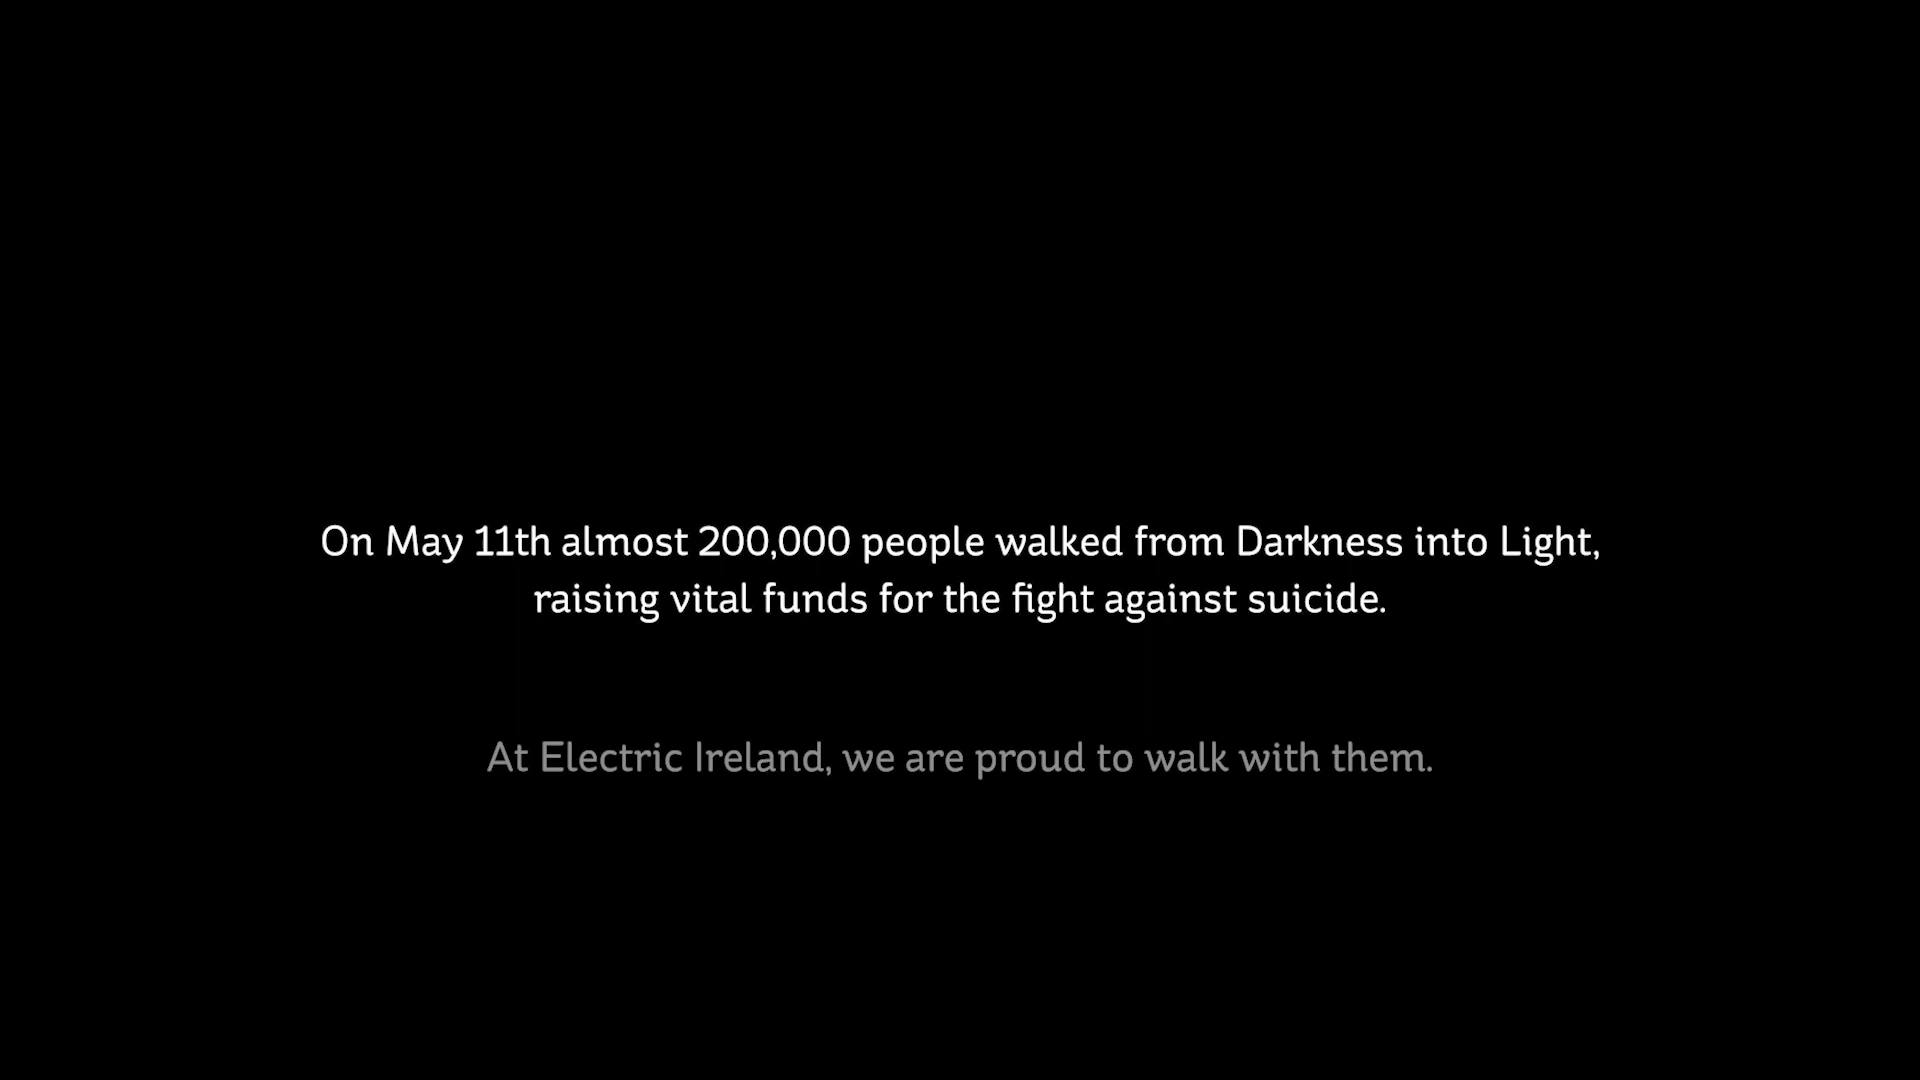 On May 11th almost 200,000 people walked from Darkness into Light,
raising vital funds for the fight against suicide.
At Electric Ireland, we are proud to walk with them.